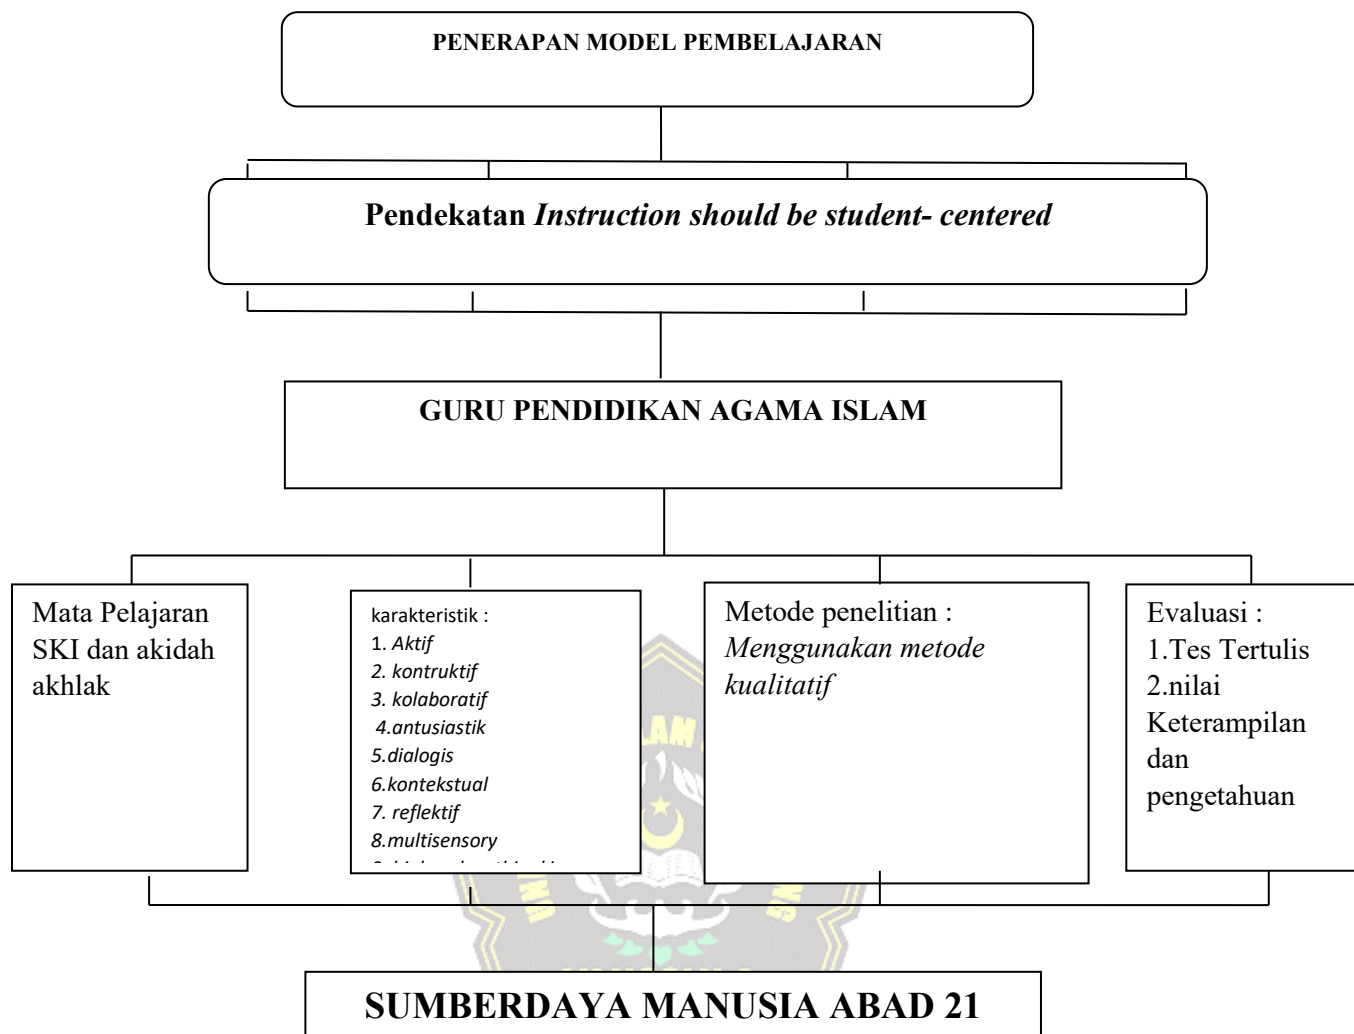 PENERAPAN MODEL PEMBELAJARAN
Pendekatan Instruction should be student- centered
GURU PENDIDIKAN AGAMA ISLAM
Mata Pelajaran
SKI dan akidah
akhlak
karakteristik :
1. Aktif
2. kontruktif
3. kolaboratif
4.antusiastik
5.dialogis
6.kontekstual
7. reflektif
8.multisensory
Metode penelitian :
Menggunakan metode
kualitatif
Evaluasi :
1.Tes Tertulis
2.nilai
Keterampilan
dan
pengetahuan
SUMBERDAYA MANUSIA ABAD 21